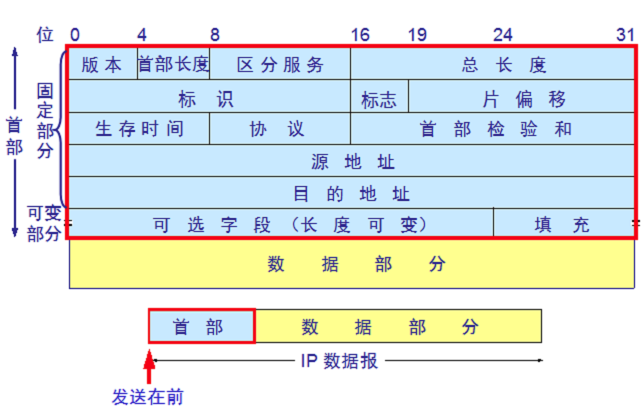 位 0 4 8 16 19 24 31
版 本 首部长度 区 分 服 务 总 长 度
标 识 标志 片 偏 移
生 存 时 间 协 议 首 部 检 验 和
源 地 址
目 的 地 址
可 选 字 段 （长 度 可 变） 填 充
首部
固定部分
可变部分
数 据 部 分
首 部 数 据 部 分
IP 数据报
发送在前